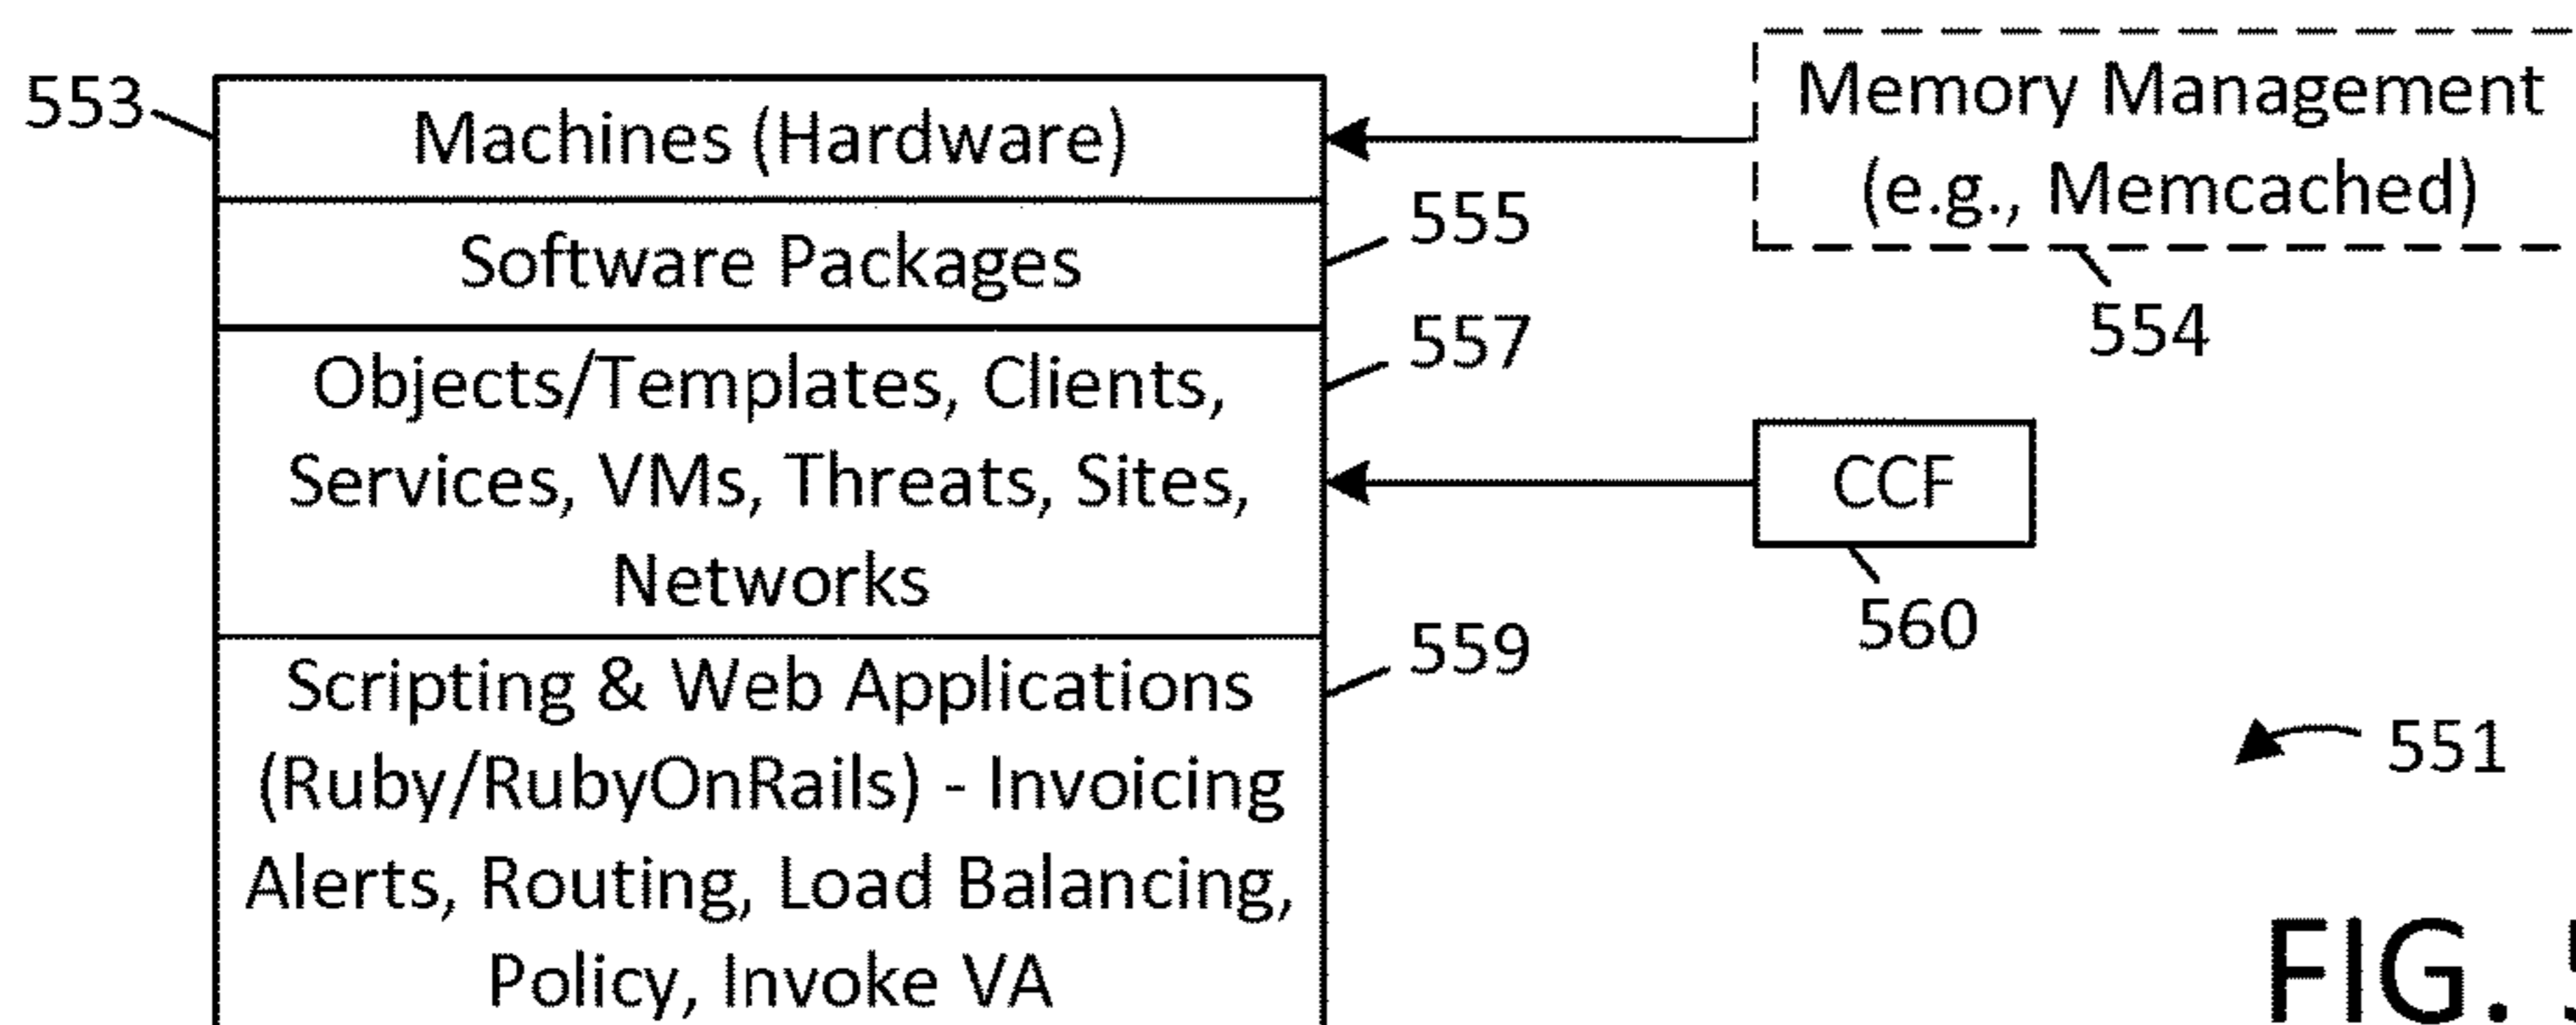 553
Machines (Hardware)
Memory Management
(e.g., Memcached)
554
Software Packages
555
Objects/Templates, Clients,
Services, VMs, Threats, Sites,
Networks
557
CCF
560
Scripting & Web Applications
(Ruby/RubyOnRails) - Invoicing
Alerts, Routing, Load Balancing,
Policy, Invoke VA
559
551
FIG.